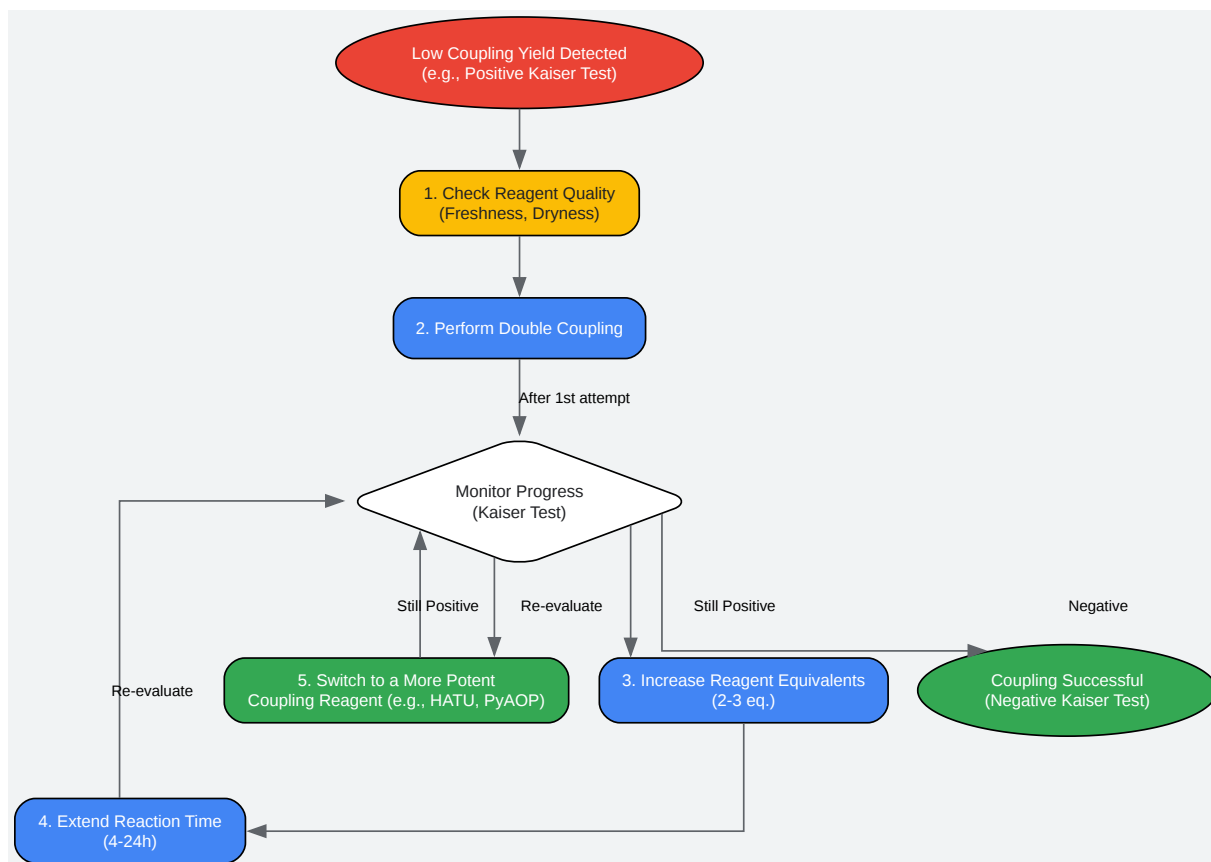 Low Coupling Yield Detected
(e.g., Positive Kaiser Test)
1. Check Reagent Quality
(Freshness, Dryness)
2. Perform Double Coupling
After 1st attempt
Monitor Progress
(Kaiser Test)
Still Positive
Re-evaluate
Still Positive
Negative
5. Switch to a More Potent
Coupling Reagent (e.g., HATU, PyAOP)
3. Increase Reagent Equivalents
(2-3 eq.)
Coupling Successful
(Negative Kaiser Test)
Re-evaluate
4. Extend Reaction Time
(4-24h)